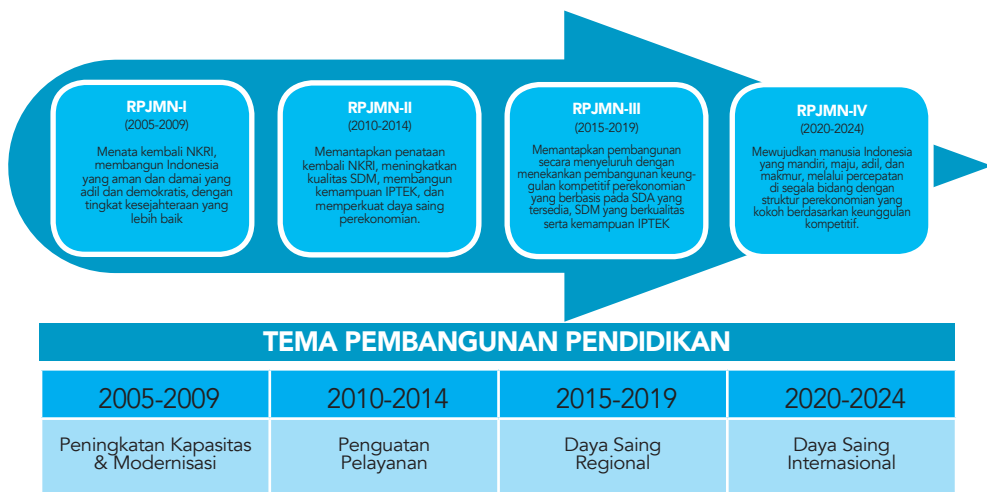 RPJMN-I
(2005-2009)
Menata kembali NKRI,
membangun Indonesia
yang aman dan damai yang
adil dan demokratis, dengan
tingkat kesejahteraan yang
lebih baik
RPJMN-II
(2010-2014)
Memantapkan penataan
kembali NKRI, meningkatkan
kualitas SDM, membangun
kemampuan IPTEK, dan
memperkuat daya saing
perekonomian.
RPJMN-III
(2015-2019)
Memantapkan pembangunan
secara menyeluruh dengan
menekankan pembangunan keung-
gulan kompetitif perekonomian
yang berbasis pada SDA yang
tersedia, SDM yang berkualitas
serta kemampuan IPTEK
RPJMN-IV
(2020-2024)
Mewujudkan manusia Indonesia
yang mandiri, maju, adil, dan
makmur, melalui percepatan
di segala bidang dengan
struktur perekonomian yang
kokoh berdasarkan keunggulan
kompetitif.
TEMA PEMBANGUNAN PENDIDIKAN
2005-2009
2010-2014
2015-2019
2020-2024
Peningkatan Kapasitas
& Modernisasi
Penguatan
Pelayanan
Daya Saing
Regional
Daya Saing
Internasional